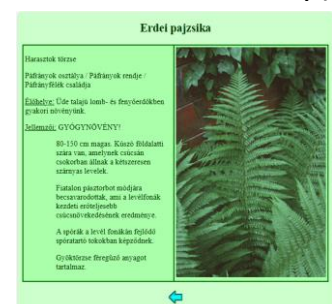 Erdei pajzsika
Harasztok törzse
Páfrányok osztálya / Páfrányok rendje /
Páfrányfélék családja
Élőhelye: Üde talajú lomb- és fenyőerdőkben
gyakori növényünk.
Jellemzői: GYÓGYNÖVÉNY!
80-150 cm magas. Kúszó földalatti
szára van, amelynek csúcsán
csokorban állnak a kétszeresen
szárnyas levelek.
Fiatalon pásztorbot módjára
becsavarodottak, ami a levélfonák
kezdeti erőteljesebb
csúcsnövekedésének eredménye.
A spórák a levél fonákán fejlődő
spóratartó tokokban képződnek.
Gyöktörzse féregűző anyagot
tartalmaz.